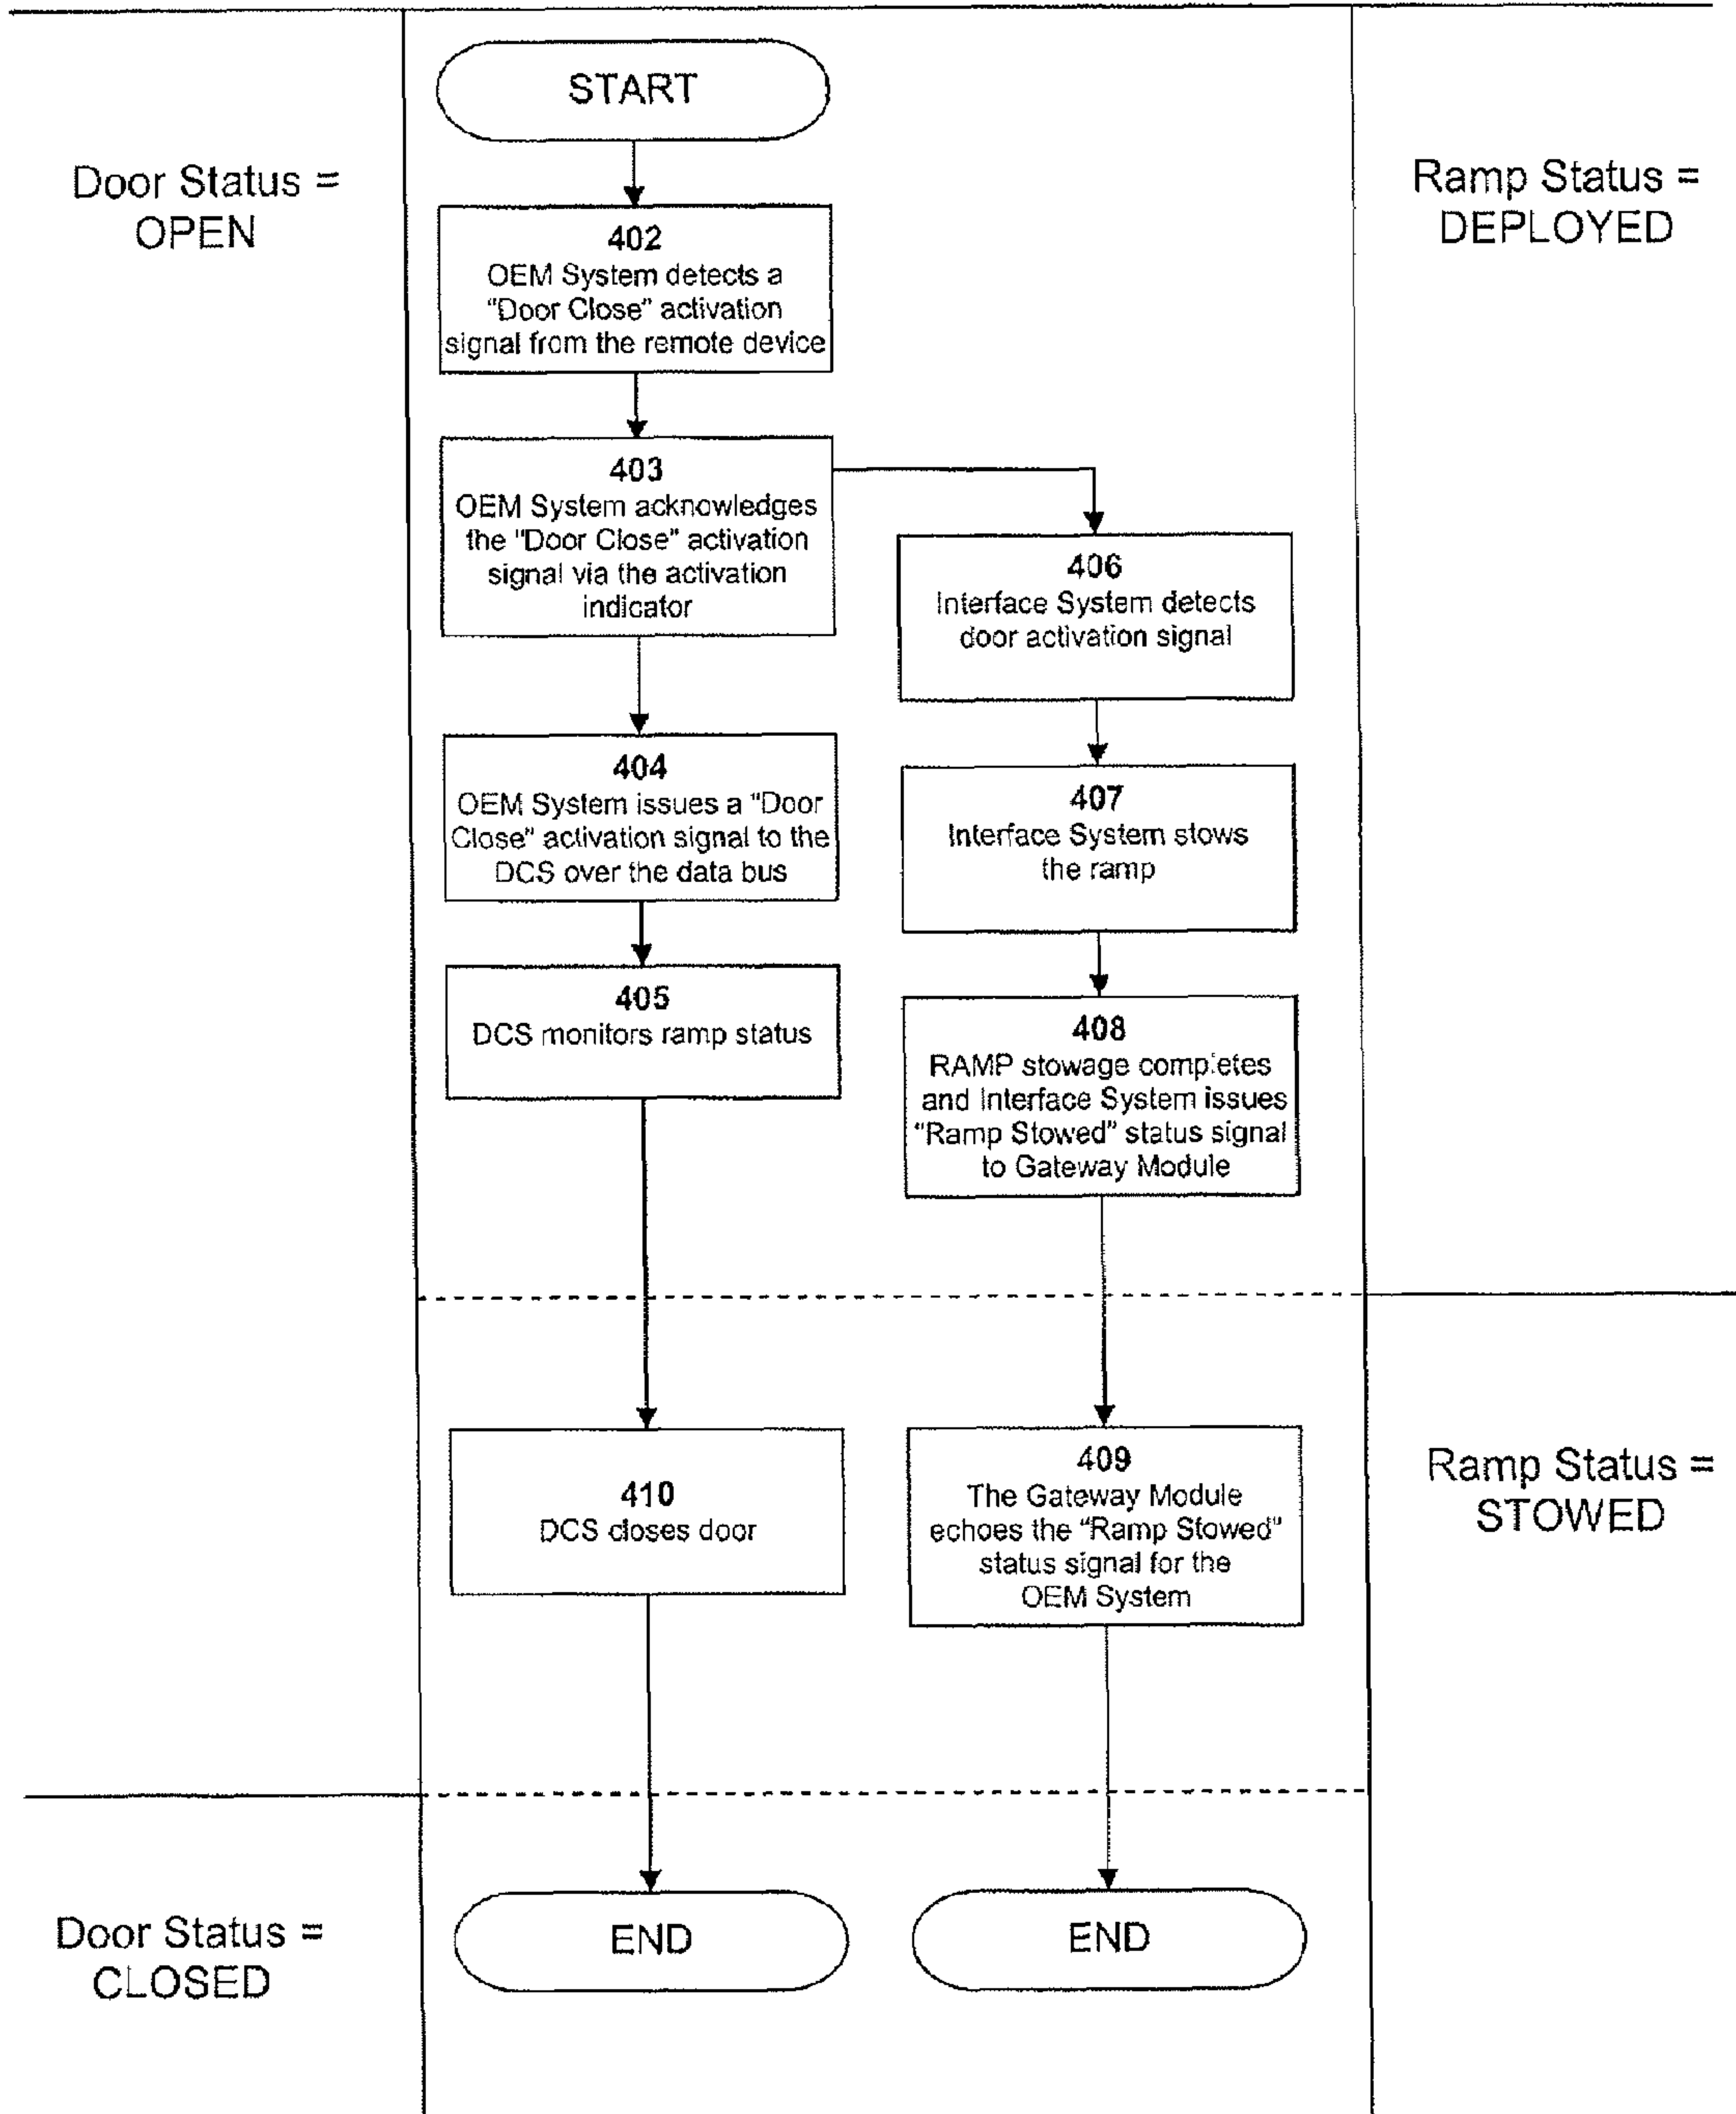 START
Door Status =
OPEN
Ramp Status =
DEPLOYED
402
OEM System detects a
"Door Close" activation
signal from the remote device
403
OEM System acknowledges
the "Door Close" activation
signal via the activation
indicator
406
Interface System detects
door activation signal
404
OEM System issues a "Door
Close" activation signal to the
DCS over the data bus
407
Interface System stows
the ramp
405
DCS monitors ramp status
408
RAMP stowage completes
and Interface System issues
"Ramp Stowed" status signal
to Gateway Module
410
DCS closes door
409
The Gateway Module
echoes the "Ramp Stowed"
status signal for the
OEM System
Ramp Status =
STOWED
Door Status =
CLOSED
END
END